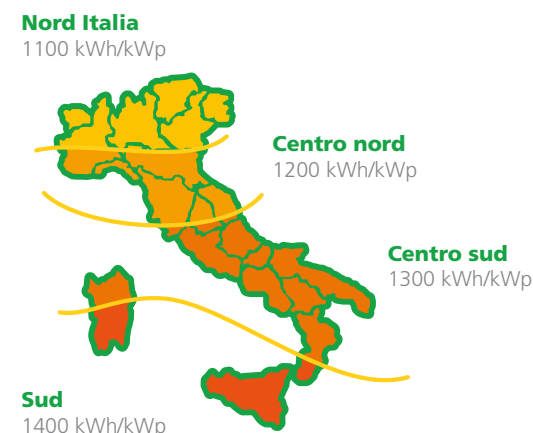 Nord Italia
1100 kWh/kWp
Centro nord
1200 kWh/kWp
Centro sud
1300 kWh/kWp
Sud
1400 kWh/kWp